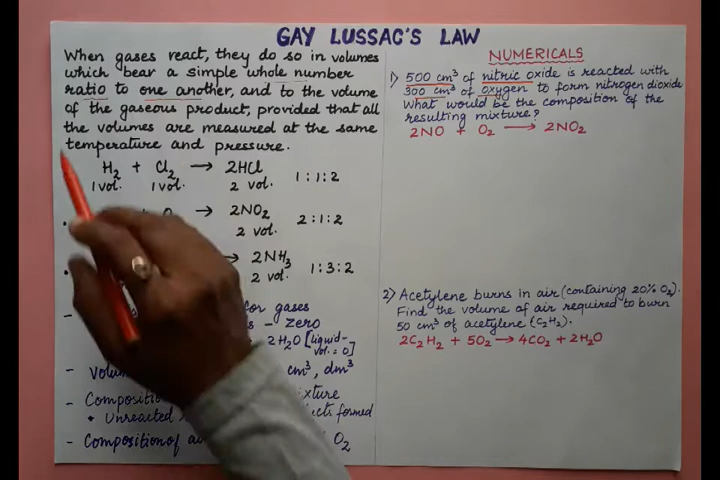 GAY LUSSAC'S LAW
When gases react, they do so in volumes
which bear a simple whole number
ratio to one another, and to the volume
of the gaseous product, provided that all
the volumes are measured at the same
temperature and pressure.
H2 + Cl2 → 2HCl
1 vol. 1 vol. 2 vol. 1:1:2
→ 2NO2
2 vol. 2:1:2
→ 2NH3
2 vol. 1:3:2
for gases
- zero
2H2O [liquid-
vol. = 0]
- cm3, dm3
-
* Unreacted formed
- O2
NUMERICALS
1) 500 cm3 of nitric oxide is reacted with
300 cm3 of oxygen to form nitrogen dioxide
What would be the composition of the
resulting mixture?
2NO + O2 → 2NO2
2) Acetylene burns in air (containing 20% O2).
Find the volume of air required to burn
50 cm3 of acetylene (C2H2).
2C2H2 + 5O2 → 4CO2 + 2H2O